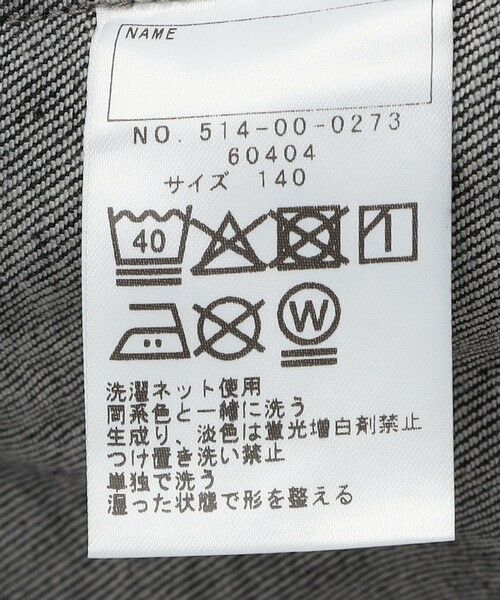 NAME
NO. 514-00-0273
60404
サイズ 140
40
W
洗濯ネット使用
同系色と一緒に洗う
生成り、淡色は蛍光増白剤禁止
つけ置き洗い禁止
単独で洗う
湿った状態で形を整える